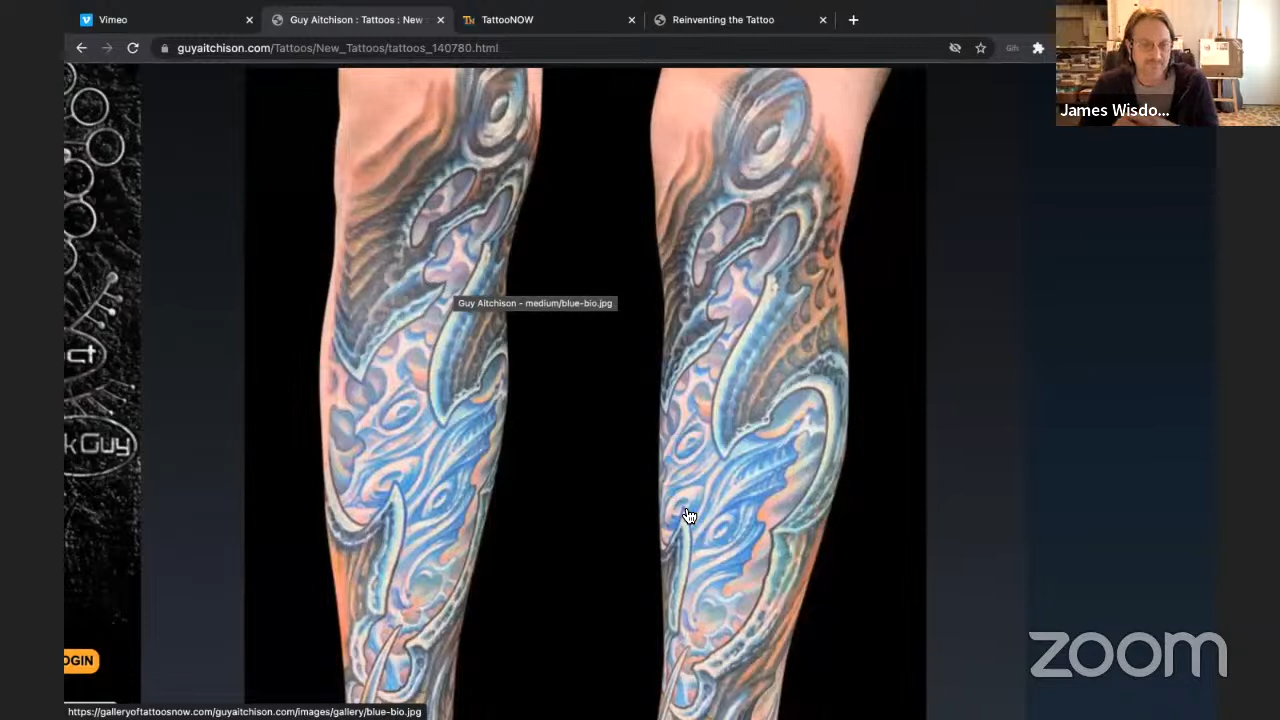 Vimeo
Guy Aitchison : Tattoos : New
TattooNOW
Reinventing the Tattoo
guyaitchison.com/Tattoos/New_Tattoos/tattoos_140780.html
Gifs
James Wisdo...
Guy Aitchison - medium/blue-bio.jpg
ct
kGuy
OGIN
zoom
https://galleryoftattoosnow.com/guyaitchison.com/images/gallery/blue-bio.jpg